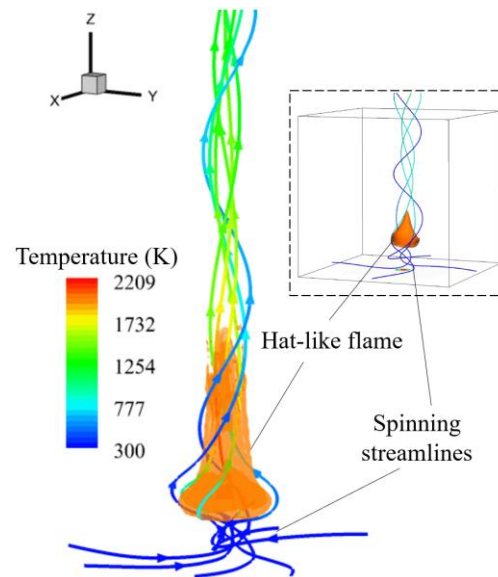 Z
X
Y
Temperature (K)
2209
1732
1254
777
300
Hat-like flame
Spinning
streamlines